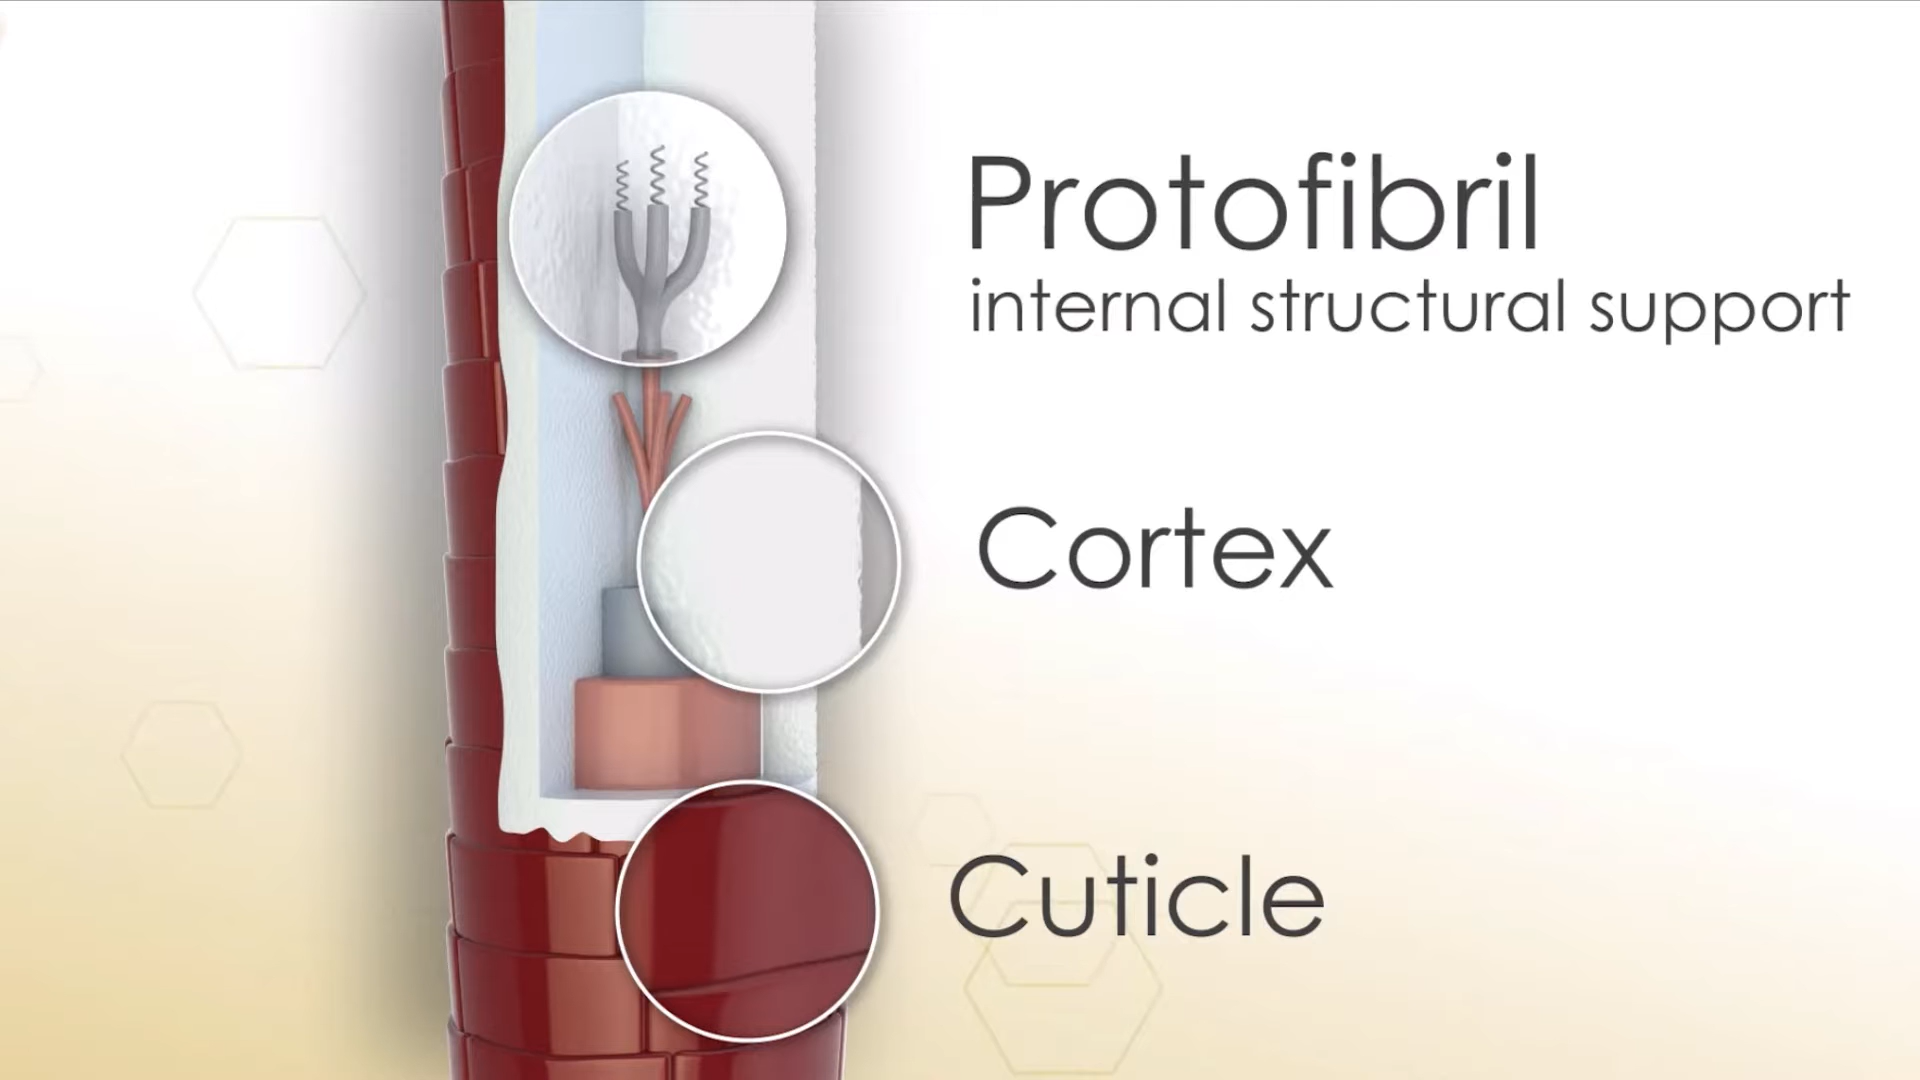 Protofibril
internal structural support
Cortex
Cuticle